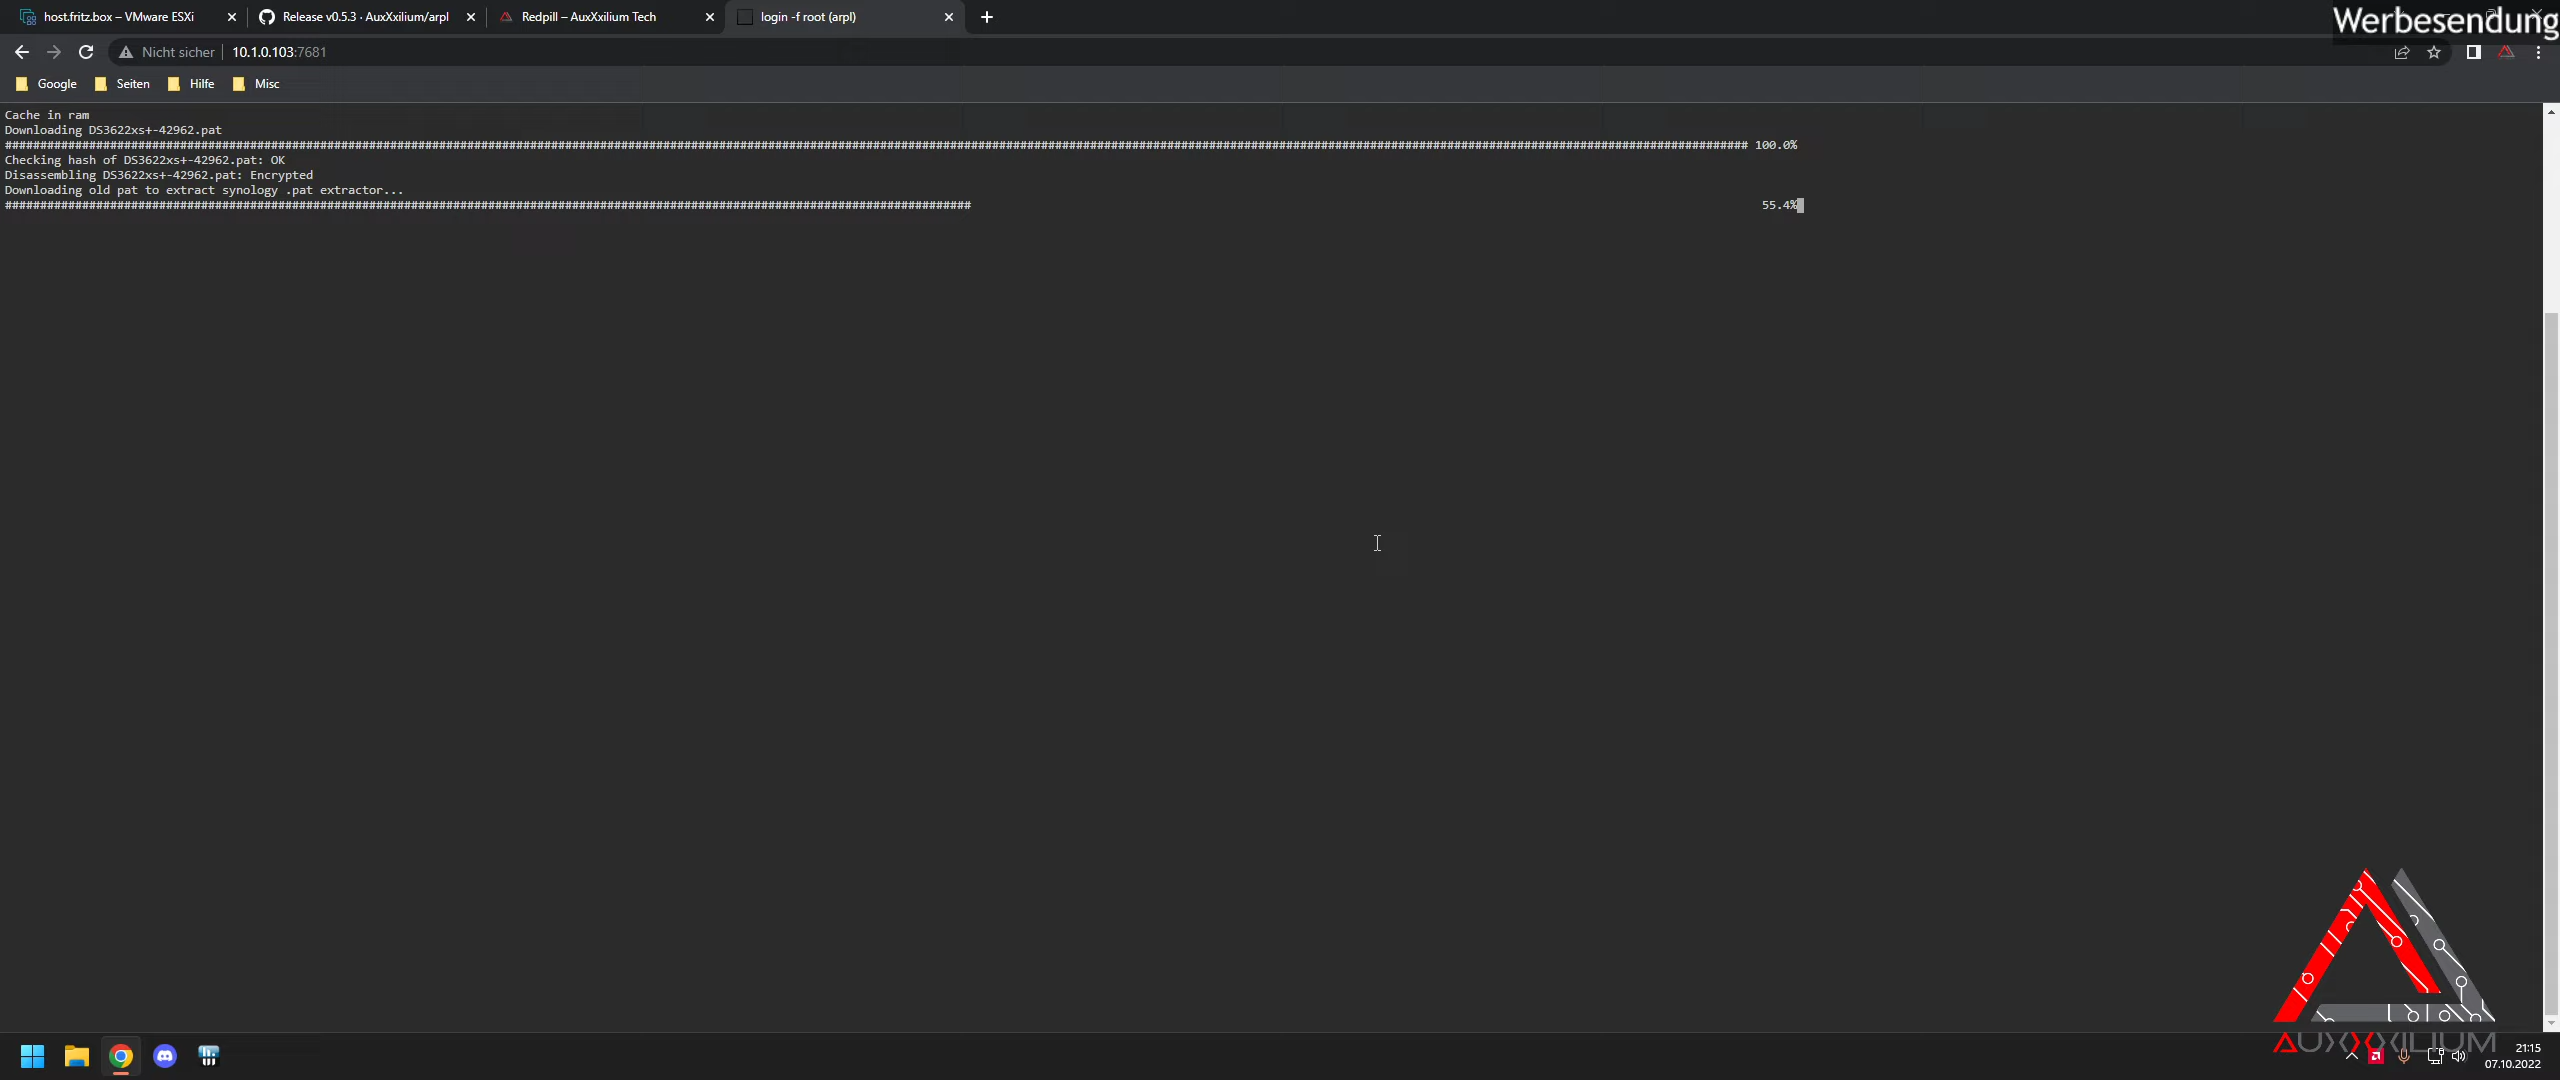 host.fritz.box – VMware ESXi
Release v0.5.3 · AuxXxilium/arpl
Redpill – AuxXxilium Tech
login -f root (arpl)
Werbesendung
Nicht sicher
10.1.0.103:7681
Google
Seiten
Hilfe
Misc
Cache in ram
Downloading DS3622xs+-42962.pat
100.0%
Checking hash of DS3622xs+-42962.pat: OK
Disassembling DS3622xs+-42962.pat: Encrypted
Downloading old pat to extract synology .pat extractor...
55.4%
AUXXXILIUM
21:15
07.10.2022